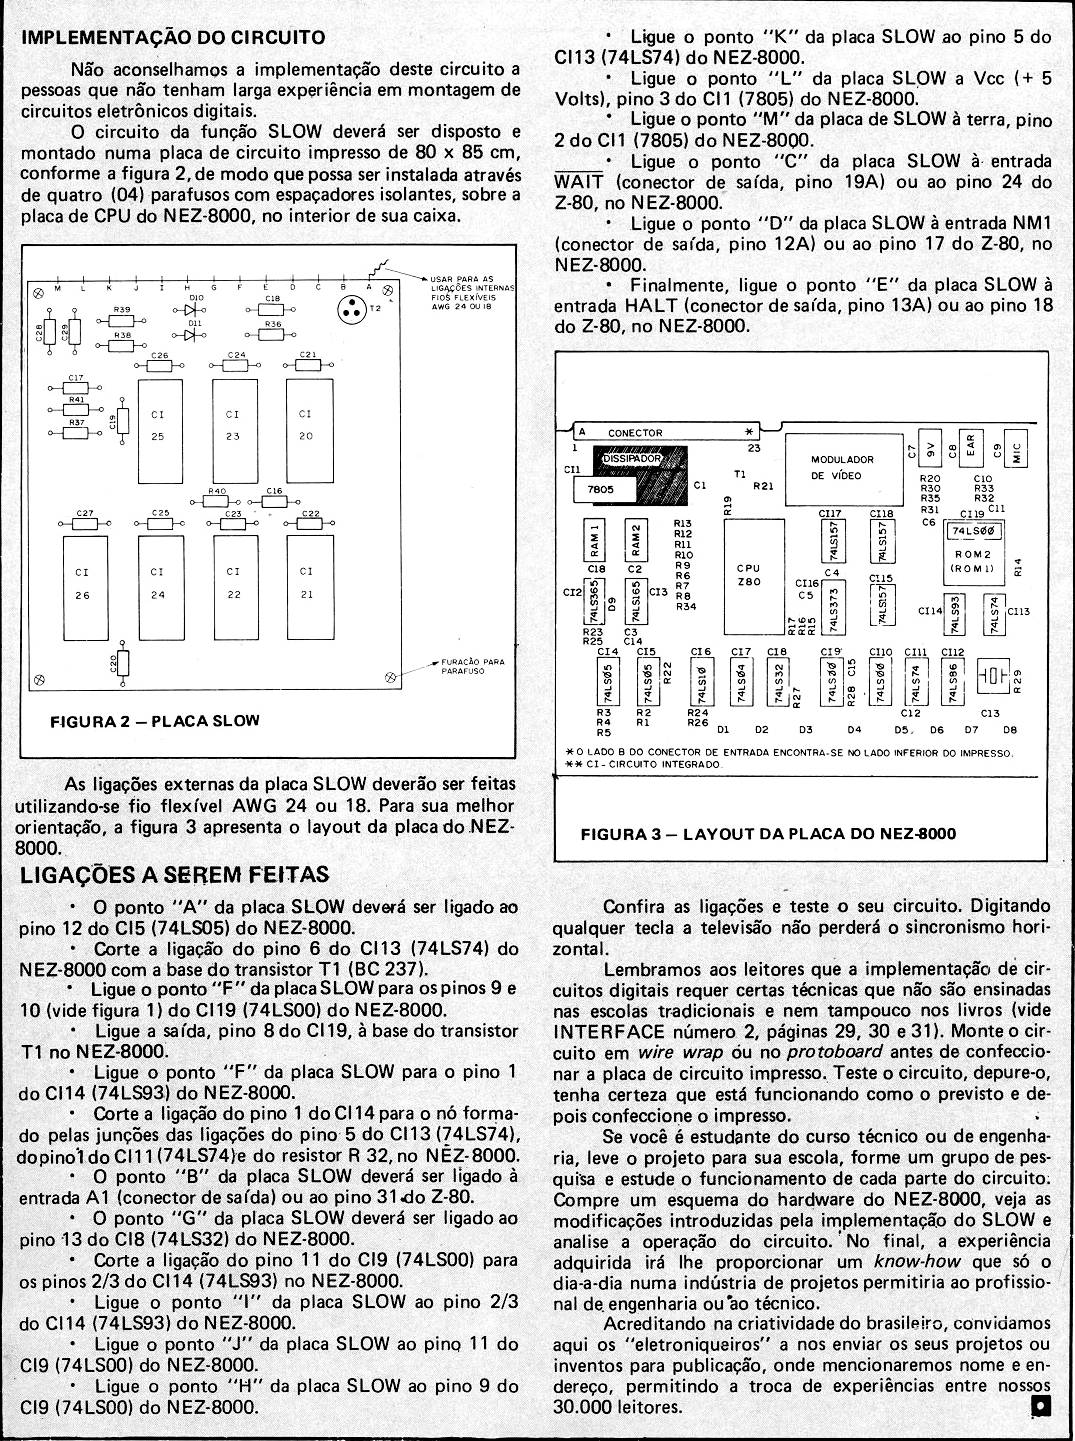 IMPLEMENTAÇÃO DO CIRCUITO
Não aconselhamos a implementação deste circuito a
pessoas que não tenham larga experiência em montagem de
circuitos eletrônicos digitais.
O circuito da função SLOW deverá ser disposto e
montado numa placa de circuito impresso de 80 x 85 cm,
conforme a figura 2, de modo que possa ser instalada através
de quatro (04) parafusos com espaçadores isolantes, sobre a
placa de CPU do NEZ-8000, no interior de sua caixa.
USAR PARA AS
LIGAÇÕES INTERNAS
FIOS FLEXÍVEIS
AWG 24 OU 18
M L K J I H G F E D C B A
D10 C18
R39 T2
C28 C29 D11 R36
R38
C26 C24 C21
C17
R41
R37 C19
CI CI CI
25 23 20
R40 C16
C27 C25 C23 C22
CI CI CI CI
26 24 22 21
C20
FURACÃO PARA
PARAFUSO
FIGURA 2 — PLACA SLOW
As ligações externas da placa SLOW deverão ser feitas
utilizando-se fio flexível AWG 24 ou 18. Para sua melhor
orientação, a figura 3 apresenta o layout da placa do NEZ-
8000.
LIGAÇÕES A SEREM FEITAS
• O ponto "A" da placa SLOW deverá ser ligado ao
pino 12 do CI5 (74LS05) do NEZ-8000.
• Corte a ligação do pino 6 do CI13 (74LS74) do
NEZ-8000 com a base do transistor T1 (BC 237).
• Ligue o ponto "F" da placa SLOW para os pinos 9 e
10 (vide figura 1) do CI19 (74LS00) do NEZ-8000.
• Ligue a saída, pino 8 do CI19, à base do transistor
T1 no NEZ-8000.
• Ligue o ponto "F" da placa SLOW para o pino 1
do CI14 (74LS93) do NEZ-8000.
• Corte a ligação do pino 1 do CI14 para o nó forma-
do pelas junções das ligações do pino 5 do CI13 (74LS74),
do pino 1 do CI11 (74LS74) e do resistor R 32, no NEZ-8000.
• O ponto "B" da placa SLOW deverá ser ligado à
entrada A1 (conector de saída) ou ao pino 31 do Z-80.
• O ponto "G" da placa SLOW deverá ser ligado ao
pino 13 do CI8 (74LS32) do NEZ-8000.
• Corte a ligação do pino 11 do CI9 (74LS00) para
os pinos 2/3 do CI14 (74LS93) no NEZ-8000.
• Ligue o ponto "I" da placa SLOW ao pino 2/3
do CI14 (74LS93) do NEZ-8000.
• Ligue o ponto "J" da placa SLOW ao pino 11 do
CI9 (74LS00) do NEZ-8000.
• Ligue o ponto "H" da placa SLOW ao pino 9 do
CI9 (74LS00) do NEZ-8000.
• Ligue o ponto "K" da placa SLOW ao pino 5 do
CI13 (74LS74) do NEZ-8000.
• Ligue o ponto "L" da placa SLOW a Vcc (+ 5
Volts), pino 3 do CI1 (7805) do NEZ-8000.
• Ligue o ponto "M" da placa de SLOW à terra, pino
2 do CI1 (7805) do NEZ-8000.
• Ligue o ponto "C" da placa SLOW à entrada
WAIT (conector de saída, pino 19A) ou ao pino 24 do
Z-80, no NEZ-8000.
• Ligue o ponto "D" da placa SLOW à entrada NM1
(conector de saída, pino 12A) ou ao pino 17 do Z-80, no
NEZ-8000.
• Finalmente, ligue o ponto "E" da placa SLOW à
entrada HALT (conector de saída, pino 13A) ou ao pino 18
do Z-80, no NEZ-8000.
A CONECTOR *
1 23
DISSIPADOR
CI1 7805 C1
T1
R21
R19
MODULADOR
DE VÍDEO
C7 9V C8 EAR C9 MIC
R20 C10
R30 R33
R35 R32
R31 C11
C6 CI19
74LS00
ROM2
(ROM1)
R14
RAM1 RAM2
R13
R12
R11
R10
R9
R6
R7
R8
R34
C18 C2
CI2 74LS365 D9 74LS165 CI3
R23 C3
R25 C14
CPU
Z80
CI17 CI18
74LS157 74LS157
C4
CI16 CI15
C5
74LS373 74LS157
R17 R16 R15
CI14 74LS93 74LS74 CI13
CI4 CI5 CI6 CI7 CI8 CI9 CI10 CI11 CI12
74LS05 74LS05 R22 74LS10 74LS04 74LS32 R27 74LS00 R28 C15 74LS00 74LS74 74LS86 R29
R3 R2 R24 C12 C13
R4 R1 R26
R5
D1 D2 D3 D4 D5 D6 D7 D8
* O LADO B DO CONECTOR DE ENTRADA ENCONTRA-SE NO LADO INFERIOR DO IMPRESSO.
** CI - CIRCUITO INTEGRADO.
FIGURA 3 — LAYOUT DA PLACA DO NEZ-8000
Confira as ligações e teste o seu circuito. Digitando
qualquer tecla a televisão não perderá o sincronismo hori-
zontal.
Lembramos aos leitores que a implementação de cir-
cuitos digitais requer certas técnicas que não são ensinadas
nas escolas tradicionais e nem tampouco nos livros (vide
INTERFACE número 2, páginas 29, 30 e 31). Monte o cir-
cuito em wire wrap ou no protoboard antes de confeccio-
nar a placa de circuito impresso. Teste o circuito, depure-o,
tenha certeza que está funcionando como o previsto e de-
pois confeccione o impresso.
Se você é estudante do curso técnico ou de engenha-
ria, leve o projeto para sua escola, forme um grupo de pes-
quisa e estude o funcionamento de cada parte do circuito.
Compre um esquema do hardware do NEZ-8000, veja as
modificações introduzidas pela implementação do SLOW e
analise a operação do circuito. No final, a experiência
adquirida irá lhe proporcionar um know-how que só o
dia-a-dia numa indústria de projetos permitiria ao profissio-
nal de engenharia ou ao técnico.
Acreditando na criatividade do brasileiro, convidamos
aqui os "eletroniqueiros" a nos enviar os seus projetos ou
inventos para publicação, onde mencionaremos nome e en-
dereço, permitindo a troca de experiências entre nossos
30.000 leitores.